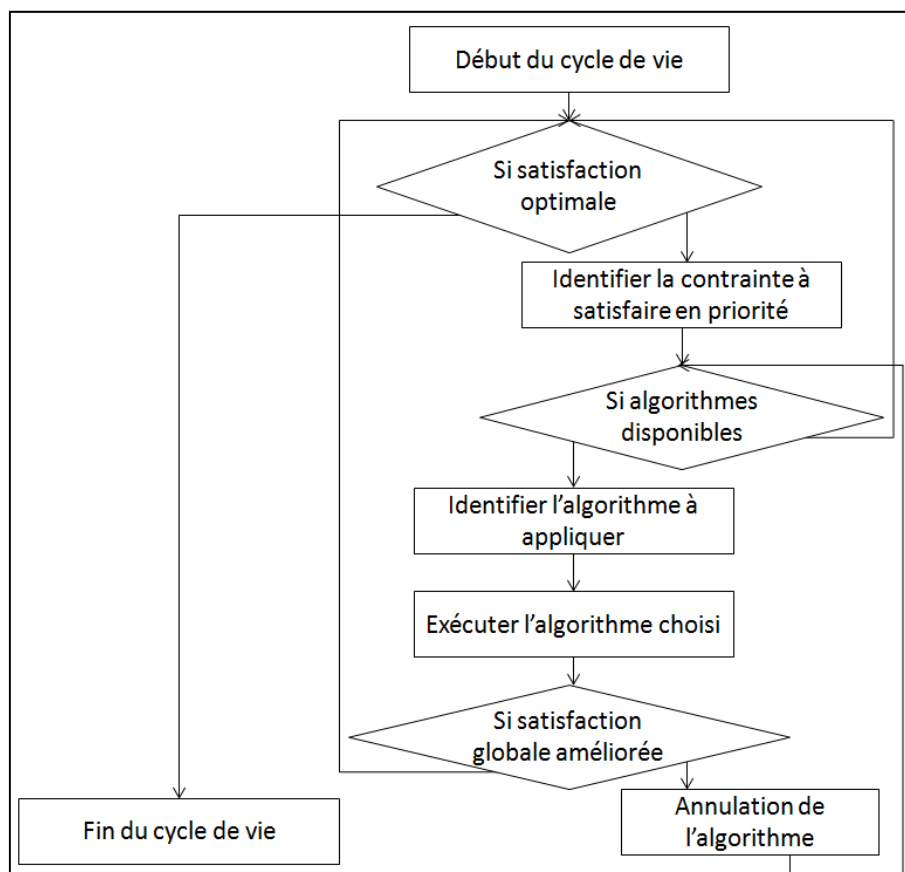 Début du cycle de vie
Si satisfaction
optimale
Identifier la contrainte à
satisfaire en priorité
Si algorithmes
disponibles
Identifier l’algorithme à
appliquer
Exécuter l’algorithme choisi
Si satisfaction
globale améliorée
Fin du cycle de vie
Annulation de
l’algorithme